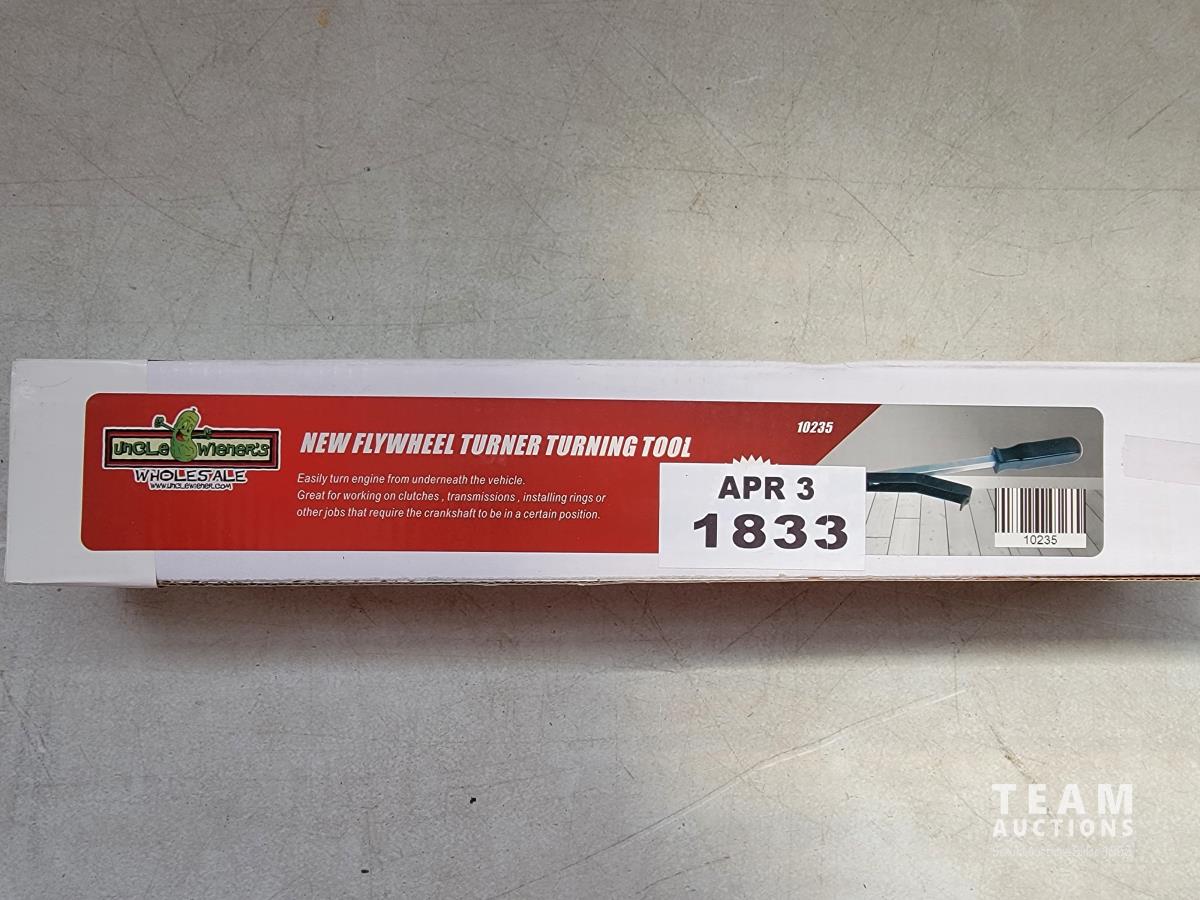 UNCLE WIENER'S
WHOLESALE
WWW.UNCLEWIENER.COM
NEW FLYWHEEL TURNER TURNING TOOL
10235
Easily turn engine from underneath the vehicle.
Great for working on clutches , transmissions , installing rings or
other jobs that require the crankshaft to be in a certain position.
APR 3
1833
10235
TEAM
AUCTIONS